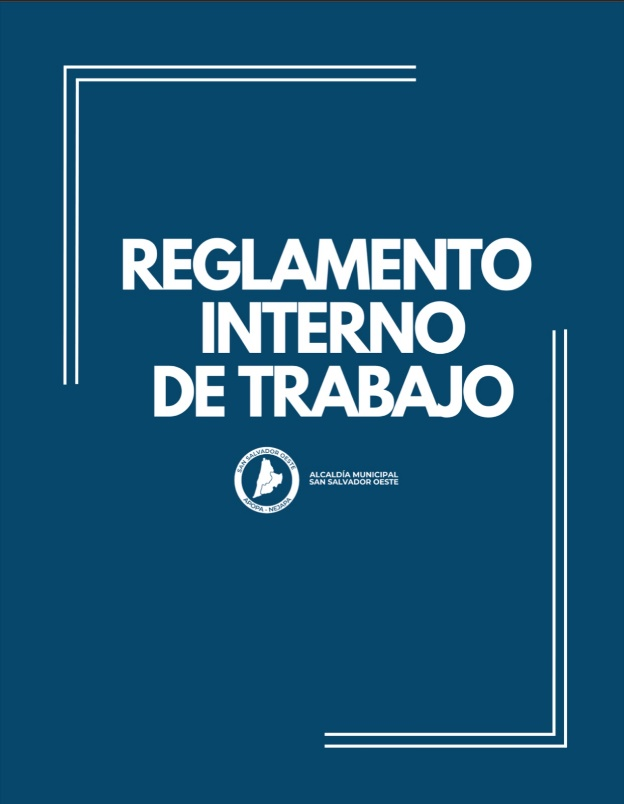 REGLAMENTO
INTERNO
DE TRABAJO
SAN SALVADOR OESTE
APOPA - NEJAPA
ALCALDÍA MUNICIPAL
SAN SALVADOR OESTE